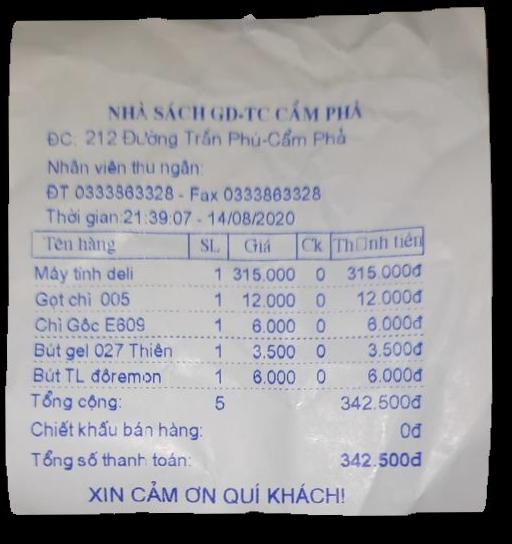 NHÀ SÁCH GD-TC CẨM PHẢ
ĐC: 212 Đường Trần Phú-Cẩm Phả
Nhân viên thu ngân:
ĐT 0333863328 - Fax 0333863328
Thời gian:21:39:07 - 14/08/2020
Tên hàng SL Giá Ck Th□nh tiền
Máy tính deli 1 315.000 0 315.000đ
Gọt chì 005 1 12.000 0 12.000đ
Chì Gôc E609 1 6.000 0 6.000đ
Bút gel 027 Thiên 1 3.500 0 3.500đ
Bút TL đôremon 1 6.000 0 6.000đ
Tổng cộng: 5 342.500đ
Chiết khấu bán hàng: 0đ
Tổng số thanh toán: 342.500đ
XIN CẢM ƠN QUÍ KHÁCH!